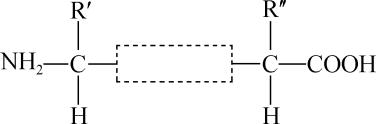 R′ R″
NH₂ C C COOH
H H